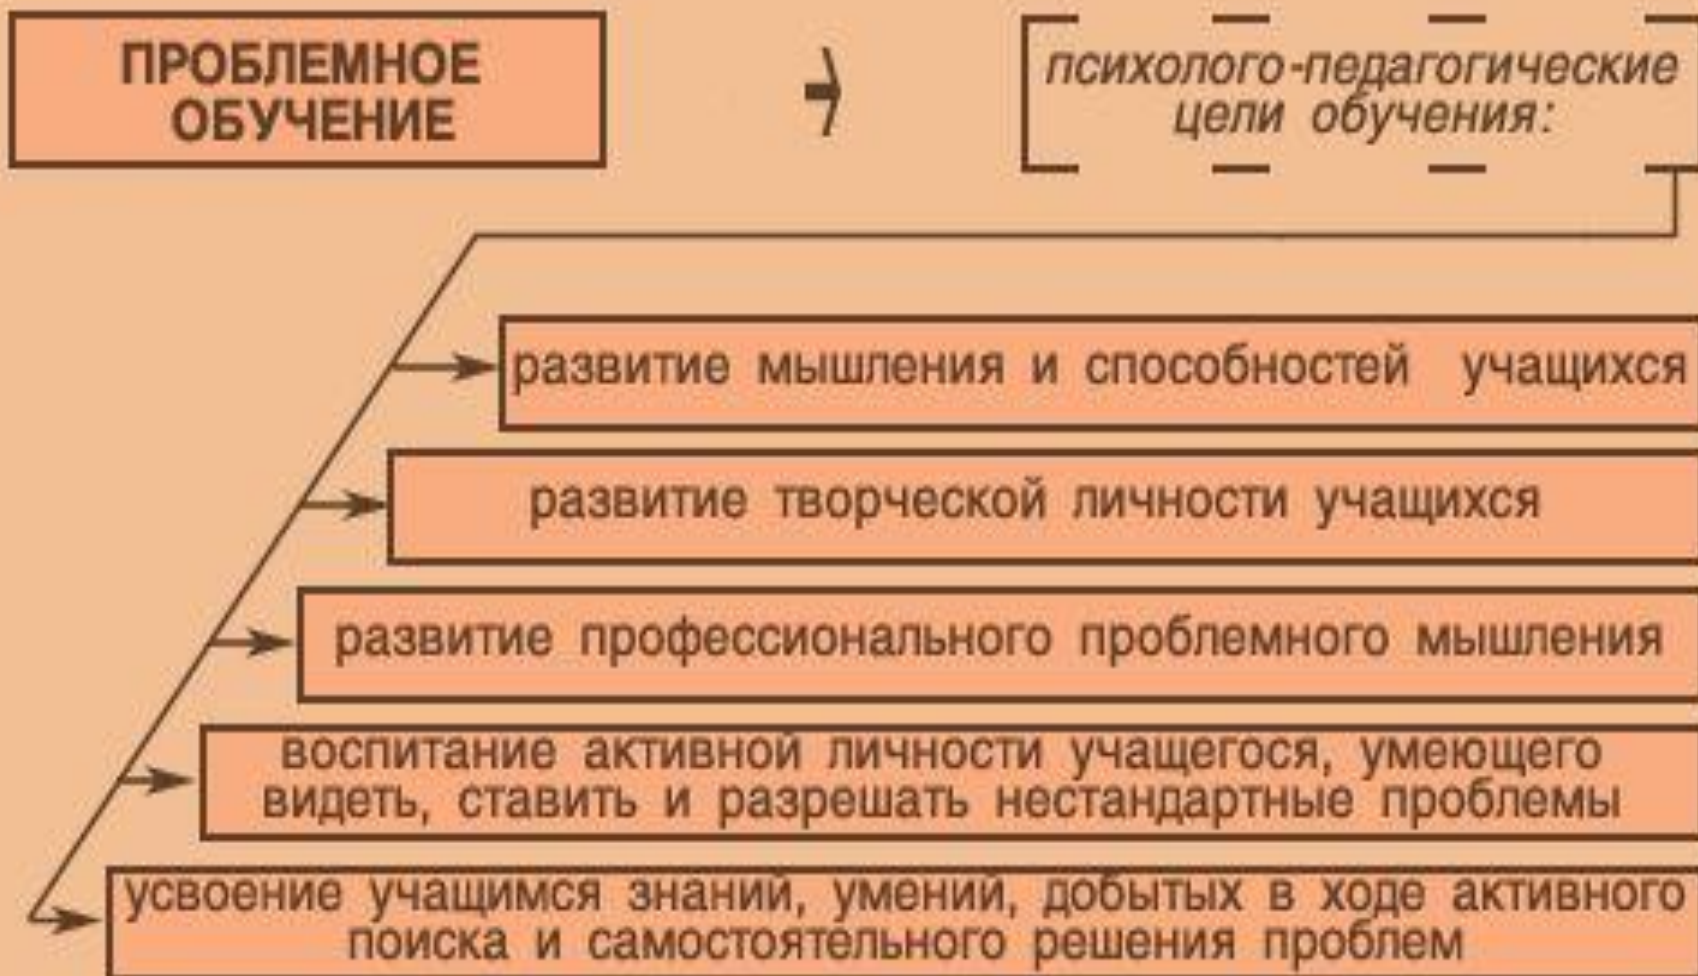 ПРОБЛЕМНОЕ
ОБУЧЕНИЕ
психолого-педагогические
цели обучения:
развитие мышления и способностей учащихся
развитие творческой личности учащихся
развитие профессионального проблемного мышления
воспитание активной личности учащегося, умеющего
видеть, ставить и разрешать нестандартные проблемы
усвоение учащимся знаний, умений, добытых в ходе активного
поиска и самостоятельного решения проблем